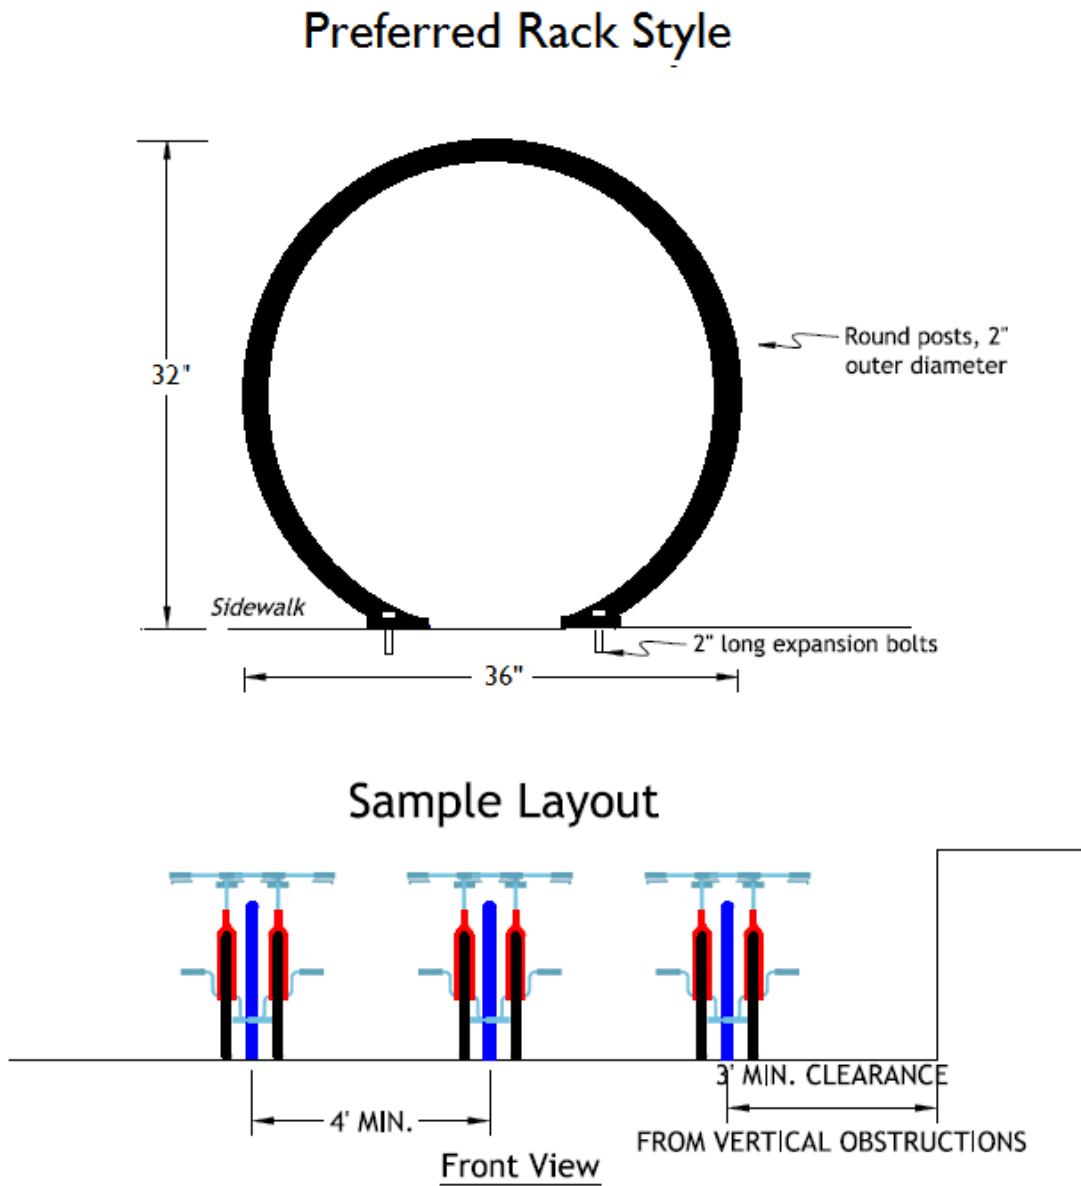 Preferred Rack Style
32"
Round posts, 2"
outer diameter
Sidewalk
2" long expansion bolts
36"
Sample Layout
3' MIN. CLEARANCE
4' MIN.
FROM VERTICAL OBSTRUCTIONS
Front View